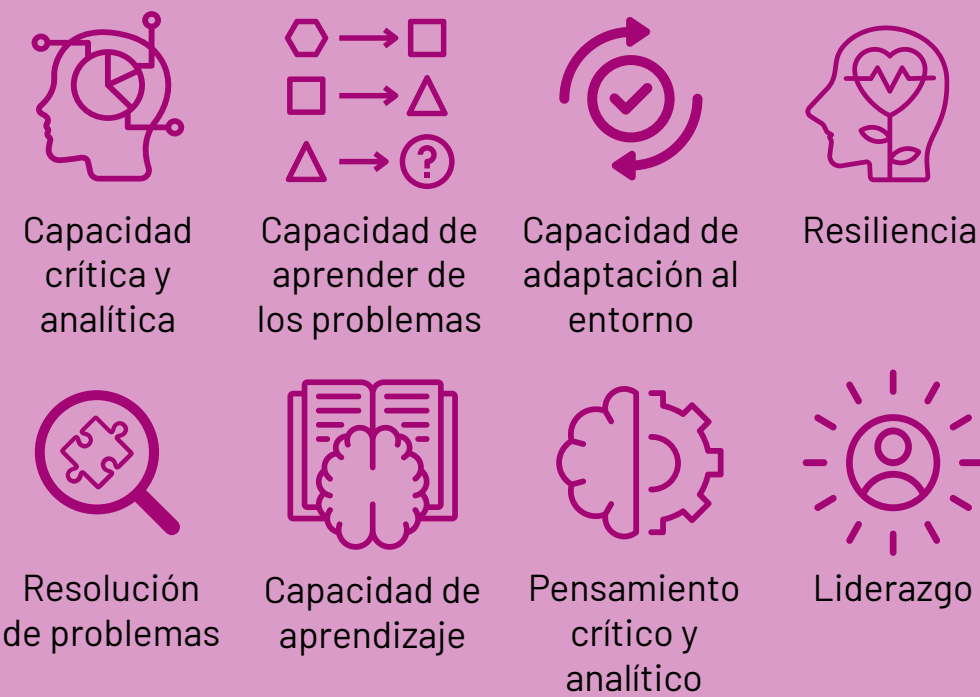 ?
Capacidad
crítica y
analítica
Capacidad de
aprender de
los problemas
Capacidad de
adaptación al
entorno
Resiliencia
Resolución
de problemas
Capacidad de
aprendizaje
Pensamiento
crítico y
analítico
Liderazgo